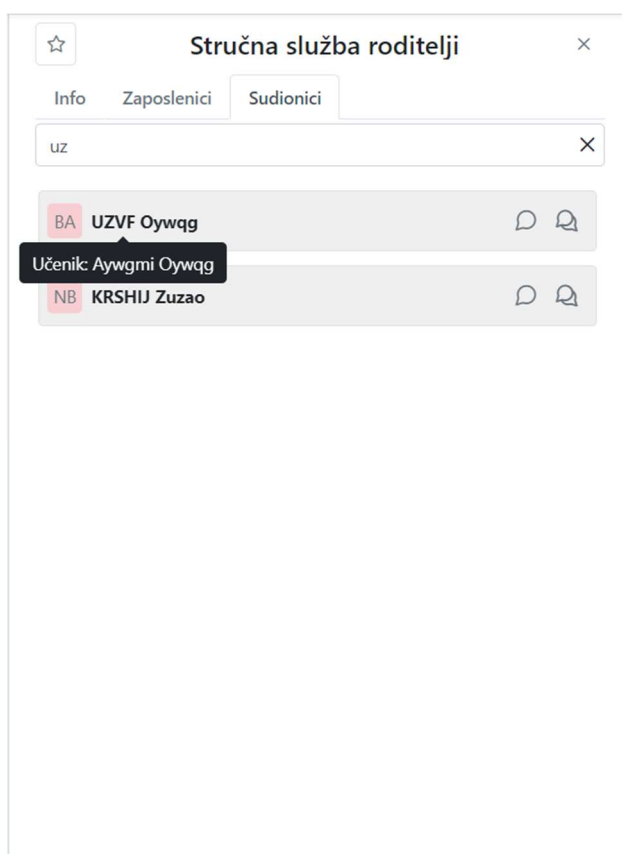 Stručna služba roditelji
Info Zaposlenici Sudionici
uz
BA UZVF Oywqg
Učenik: Aywgmi Oywqg
NB KRSHIJ Zuzao